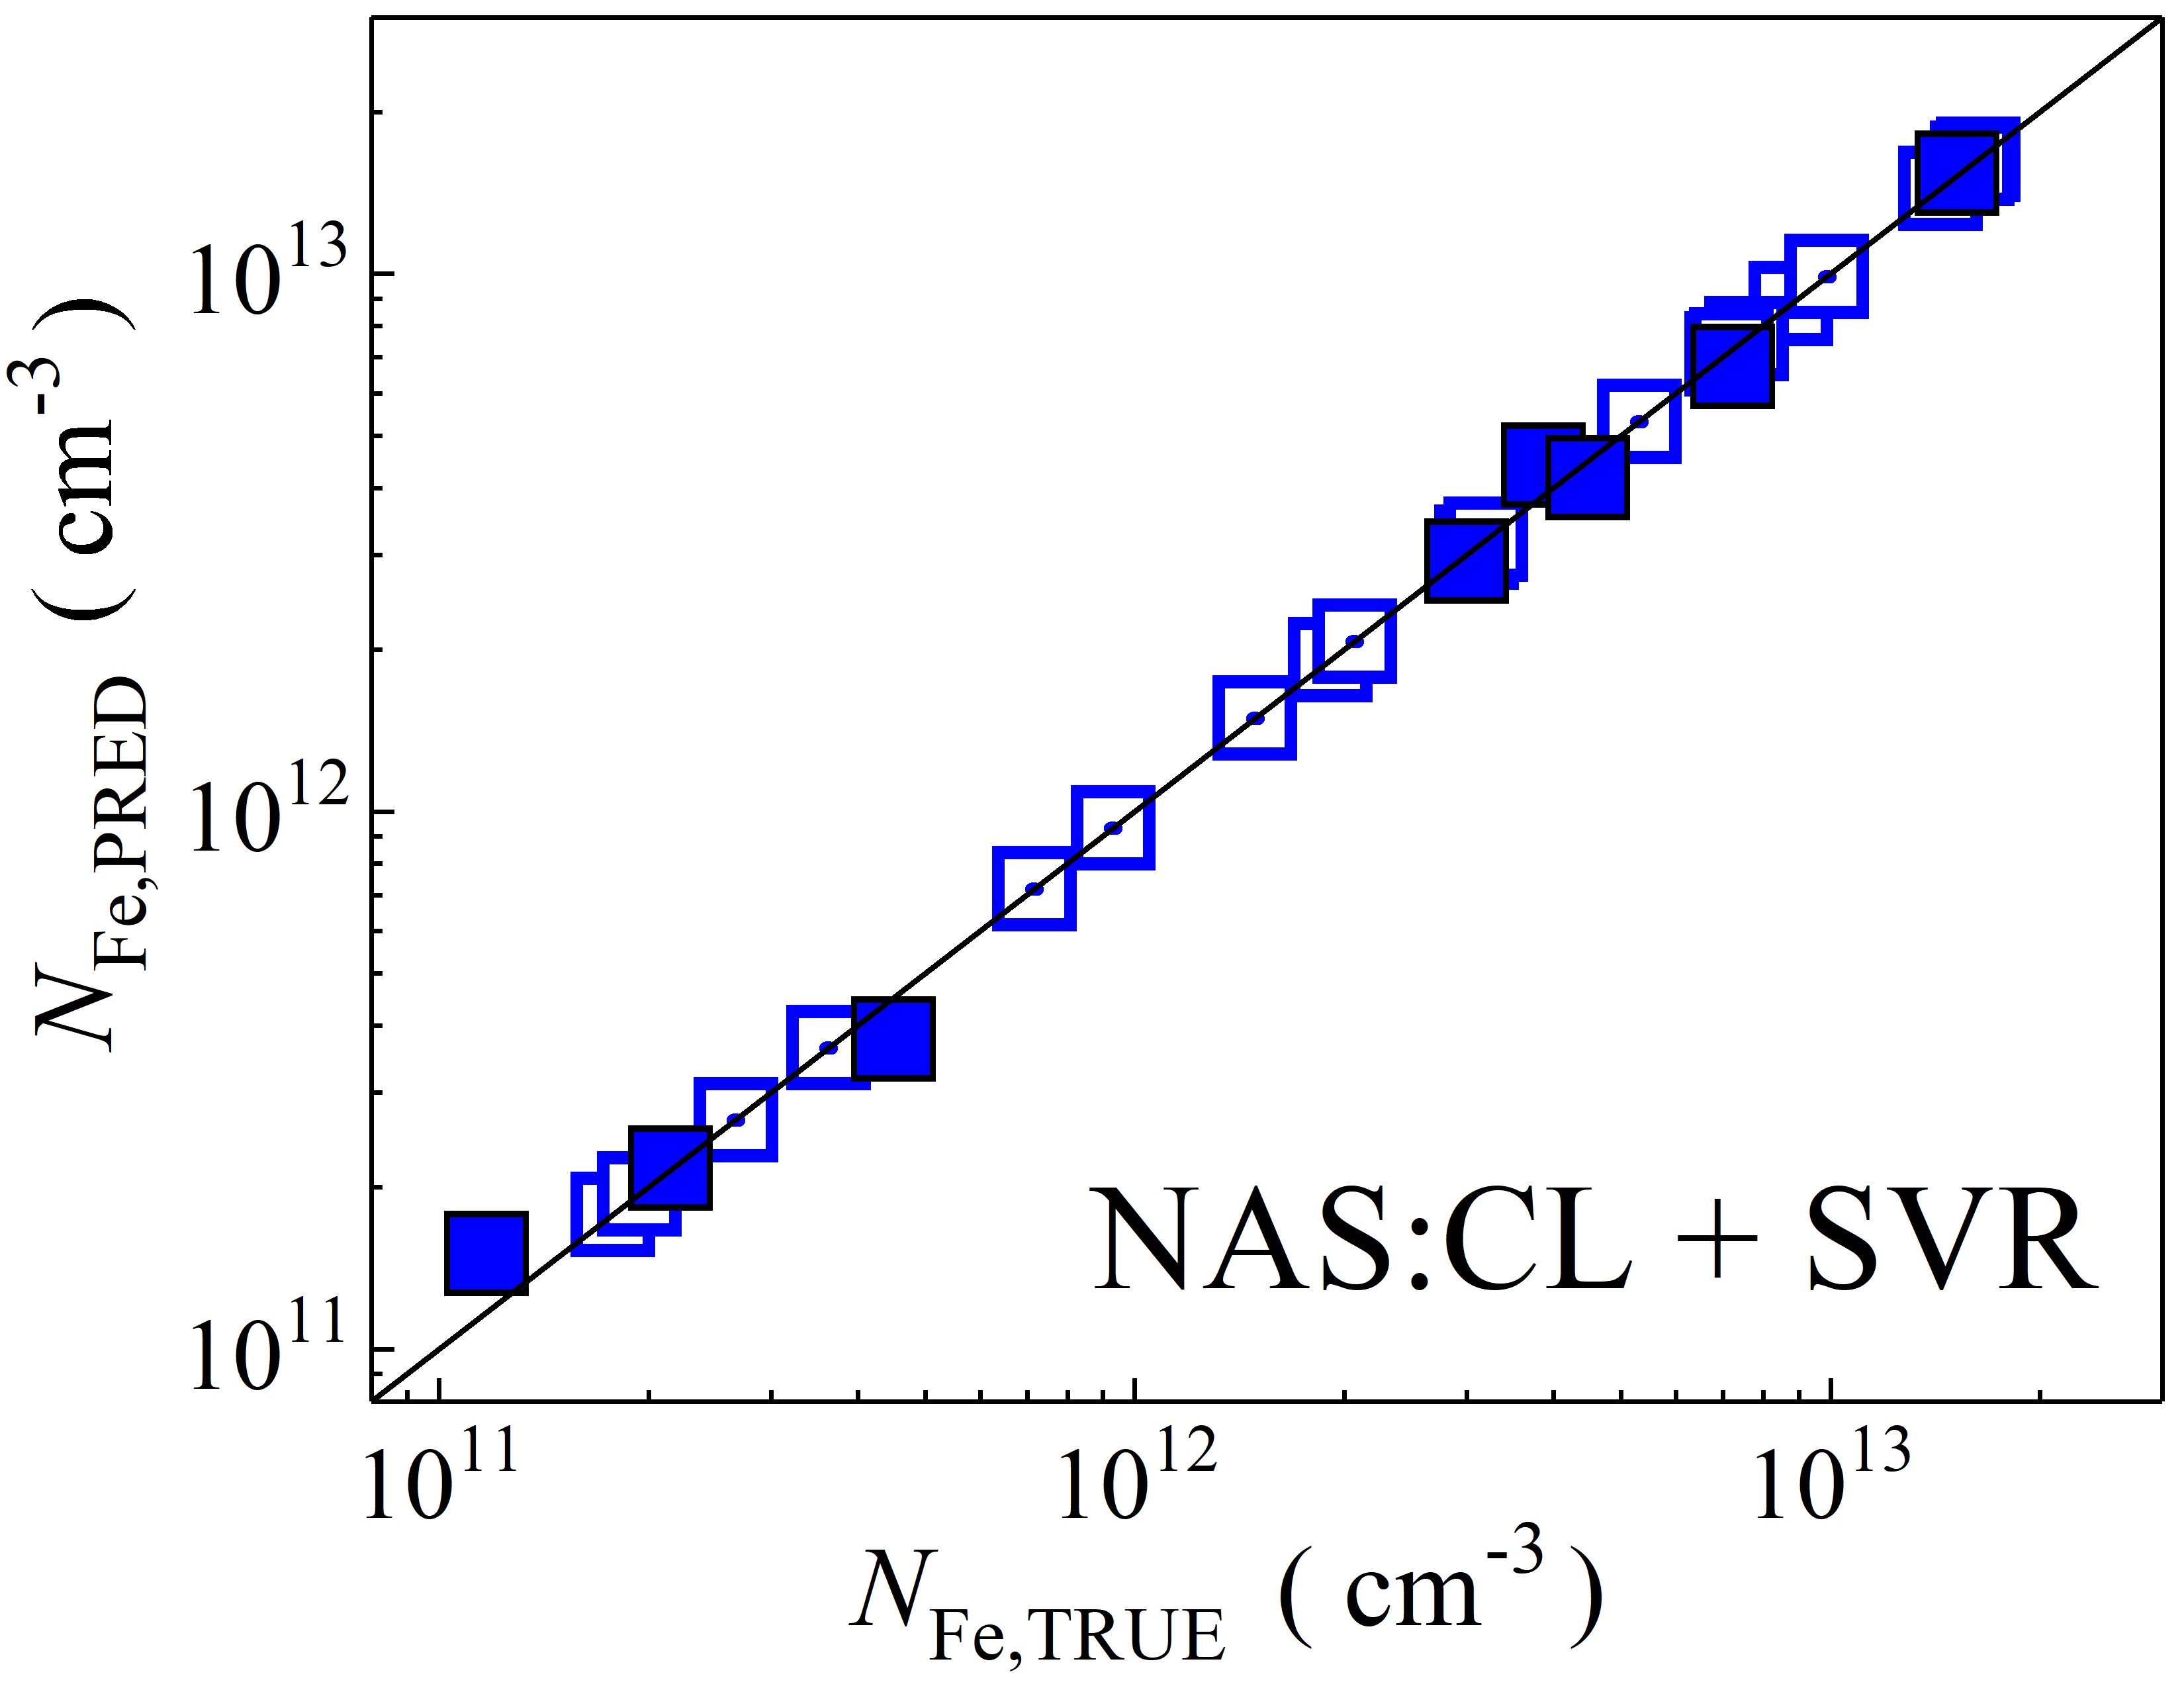 10^13
10^12
10^11
N_Fe,PRED ( cm^-3 )
NAS:CL + SVR
10^11 10^12 10^13
N_Fe,TRUE ( cm^-3 )